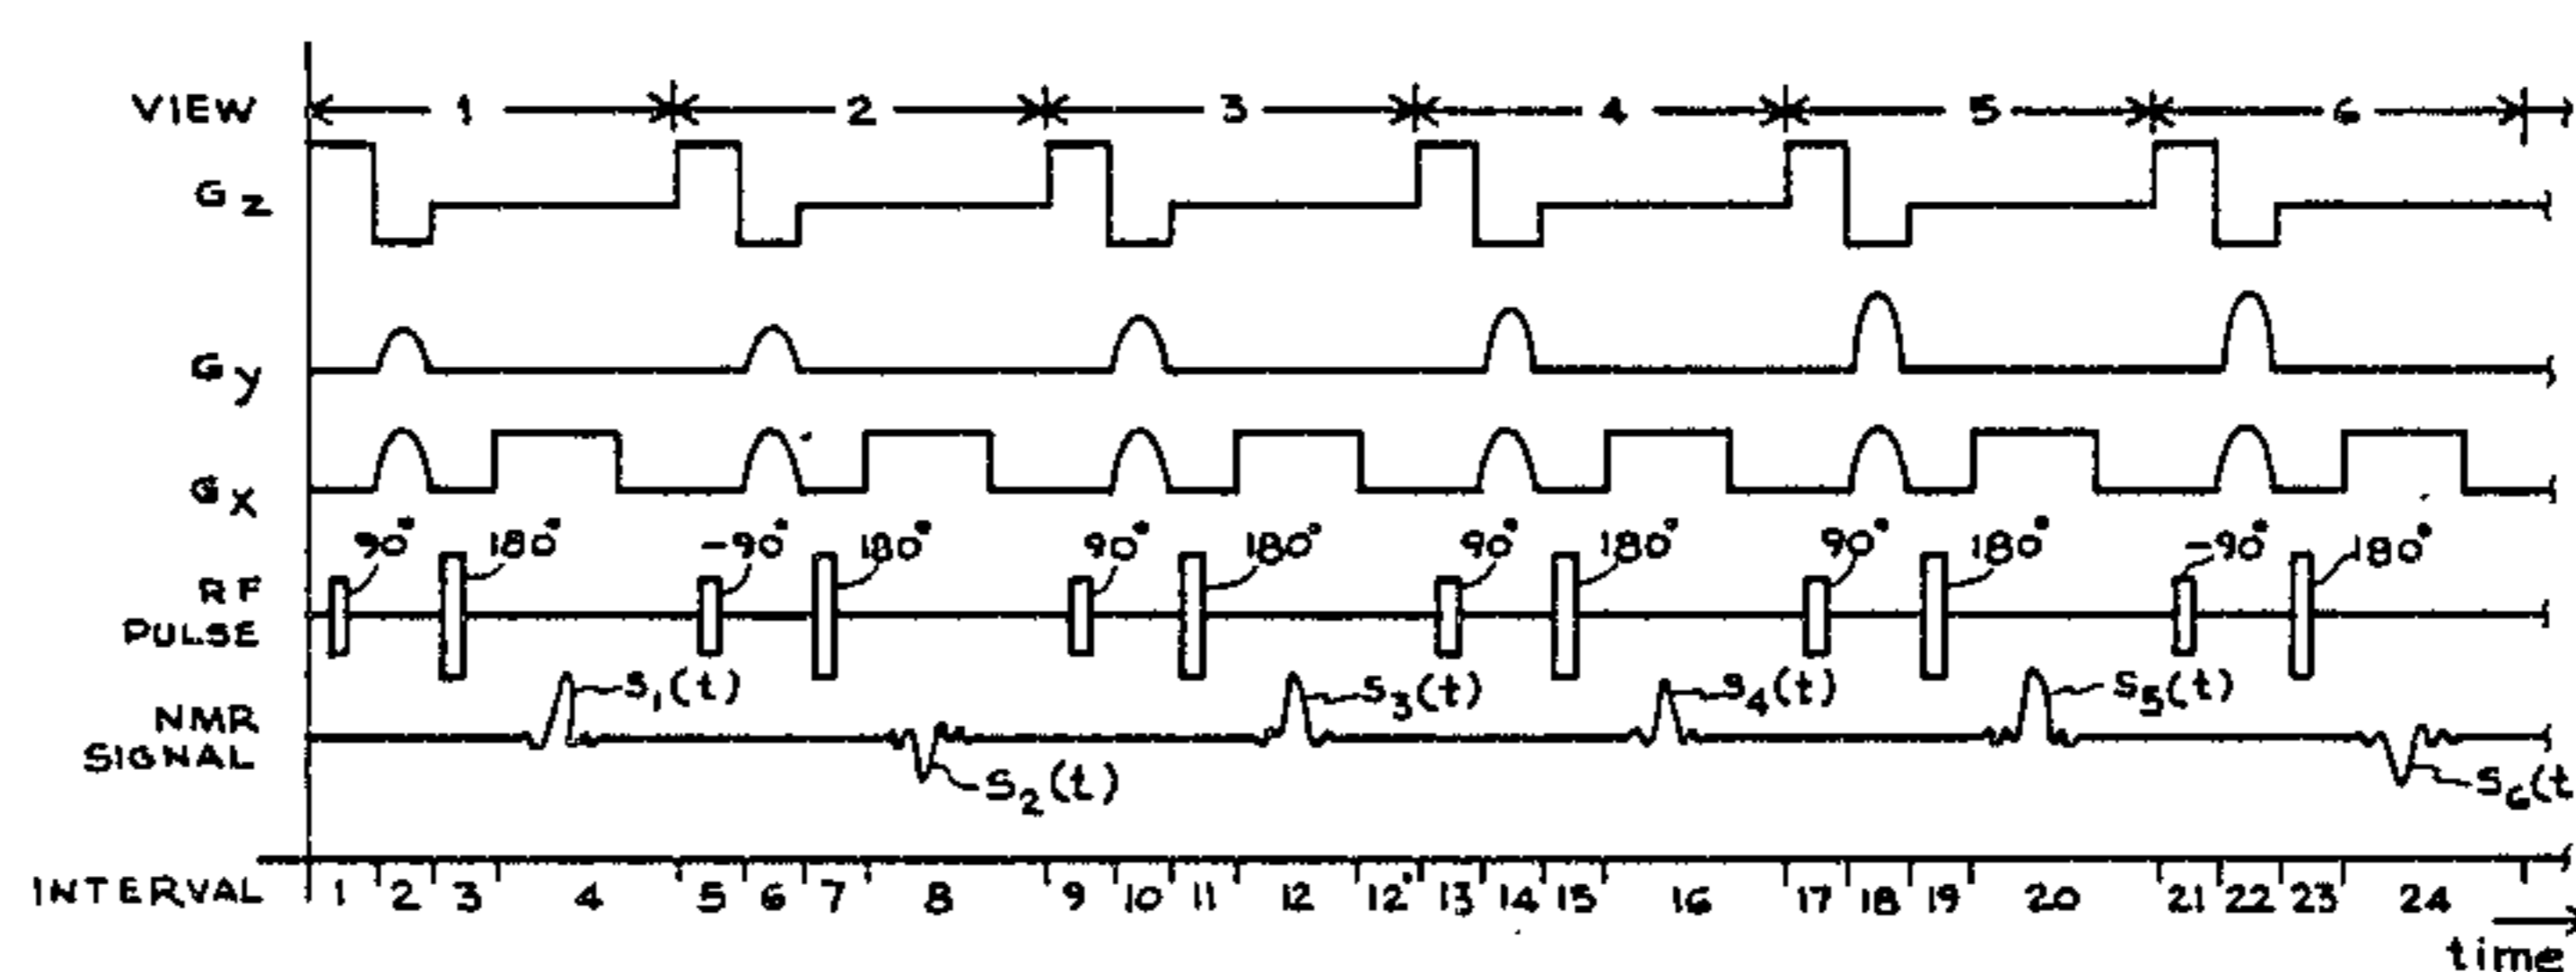 VIEW 1 2 3 4 5 6
Gz
Gy
Gx
90° 180° -90° 180° 90° 180° 90° 180° 90° 180° -90° 180°
RF
PULSE
S1(t) S3(t) S4(t) S5(t)
NMR
SIGNAL
S2(t) S6(t
INTERVAL 1 2 3 4 5 6 7 8 9 10 11 12 12' 13 14 15 16 17 18 19 20 21 22 23 24
time